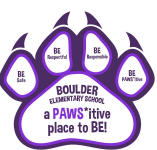 BE
Safe
BE
Respectful
BE
Responsible
BE
PAWS*itive
BOULDER
ELEMENTARY SCHOOL
a PAWS*itive
place to BE!